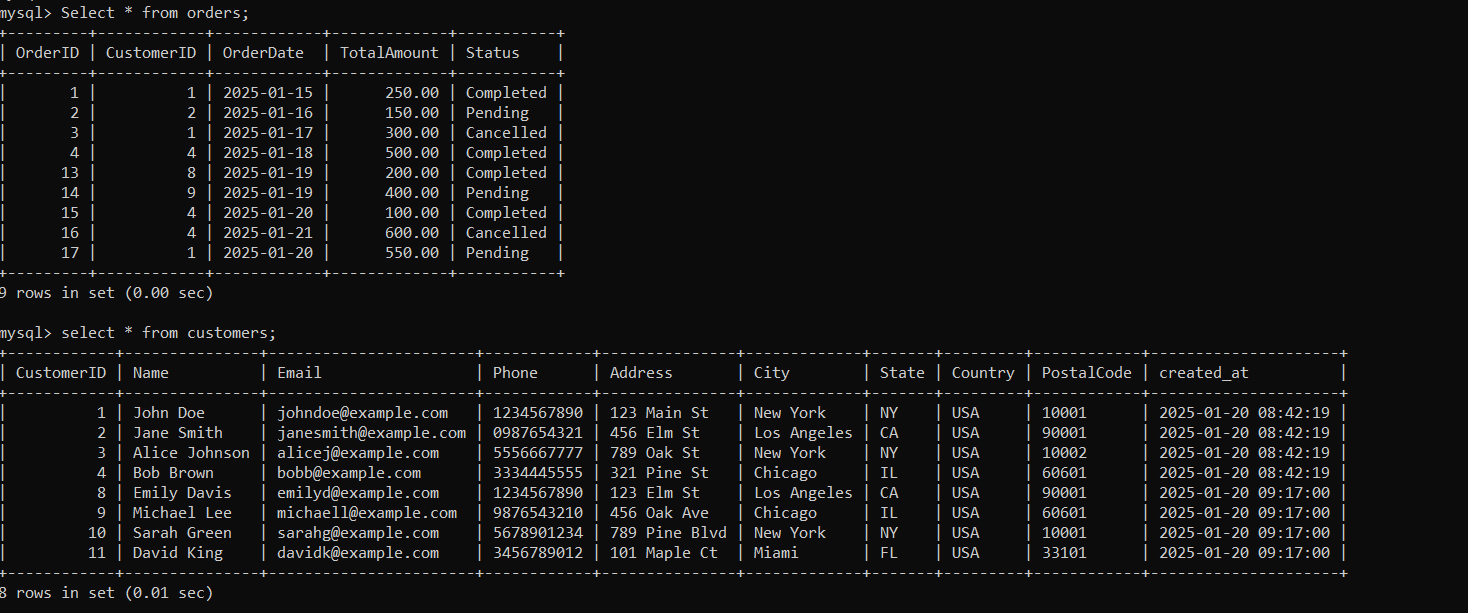 mysql> Select * from orders;
+---------+------------+------------+-------------+-----------+
| OrderID | CustomerID | OrderDate  | TotalAmount | Status    |
+---------+------------+------------+-------------+-----------+
|       1 |          1 | 2025-01-15 |      250.00 | Completed |
|       2 |          2 | 2025-01-16 |      150.00 | Pending   |
|       3 |          1 | 2025-01-17 |      300.00 | Cancelled |
|       4 |          4 | 2025-01-18 |      500.00 | Completed |
|      13 |          8 | 2025-01-19 |      200.00 | Completed |
|      14 |          9 | 2025-01-19 |      400.00 | Pending   |
|      15 |          4 | 2025-01-20 |      100.00 | Completed |
|      16 |          4 | 2025-01-21 |      600.00 | Cancelled |
|      17 |          1 | 2025-01-20 |      550.00 | Pending   |
+---------+------------+------------+-------------+-----------+
9 rows in set (0.00 sec)
mysql> select * from customers;
+------------+---------------+-----------------------+------------+---------------+-------------+-------+---------+------------+---------------------+
| CustomerID | Name          | Email                 | Phone      | Address       | City        | State | Country | PostalCode | created_at          |
+------------+---------------+-----------------------+------------+---------------+-------------+-------+---------+------------+---------------------+
|          1 | John Doe      | johndoe@example.com   | 1234567890 | 123 Main St   | New York    | NY    | USA     | 10001      | 2025-01-20 08:42:19 |
|          2 | Jane Smith    | janesmith@example.com | 0987654321 | 456 Elm St    | Los Angeles | CA    | USA     | 90001      | 2025-01-20 08:42:19 |
|          3 | Alice Johnson | alicej@example.com    | 5556667777 | 789 Oak St    | New York    | NY    | USA     | 10002      | 2025-01-20 08:42:19 |
|          4 | Bob Brown     | bobb@example.com      | 3334445555 | 321 Pine St   | Chicago     | IL    | USA     | 60601      | 2025-01-20 08:42:19 |
|          8 | Emily Davis   | emilyd@example.com    | 1234567890 | 123 Elm St    | Los Angeles | CA    | USA     | 90001      | 2025-01-20 09:17:00 |
|          9 | Michael Lee   | michaell@example.com  | 9876543210 | 456 Oak Ave   | Chicago     | IL    | USA     | 60601      | 2025-01-20 09:17:00 |
|         10 | Sarah Green   | sarahg@example.com    | 5678901234 | 789 Pine Blvd | New York    | NY    | USA     | 10001      | 2025-01-20 09:17:00 |
|         11 | David King    | davidk@example.com    | 3456789012 | 101 Maple Ct  | Miami       | FL    | USA     | 33101      | 2025-01-20 09:17:00 |
+------------+---------------+-----------------------+------------+---------------+-------------+-------+---------+------------+---------------------+
8 rows in set (0.01 sec)